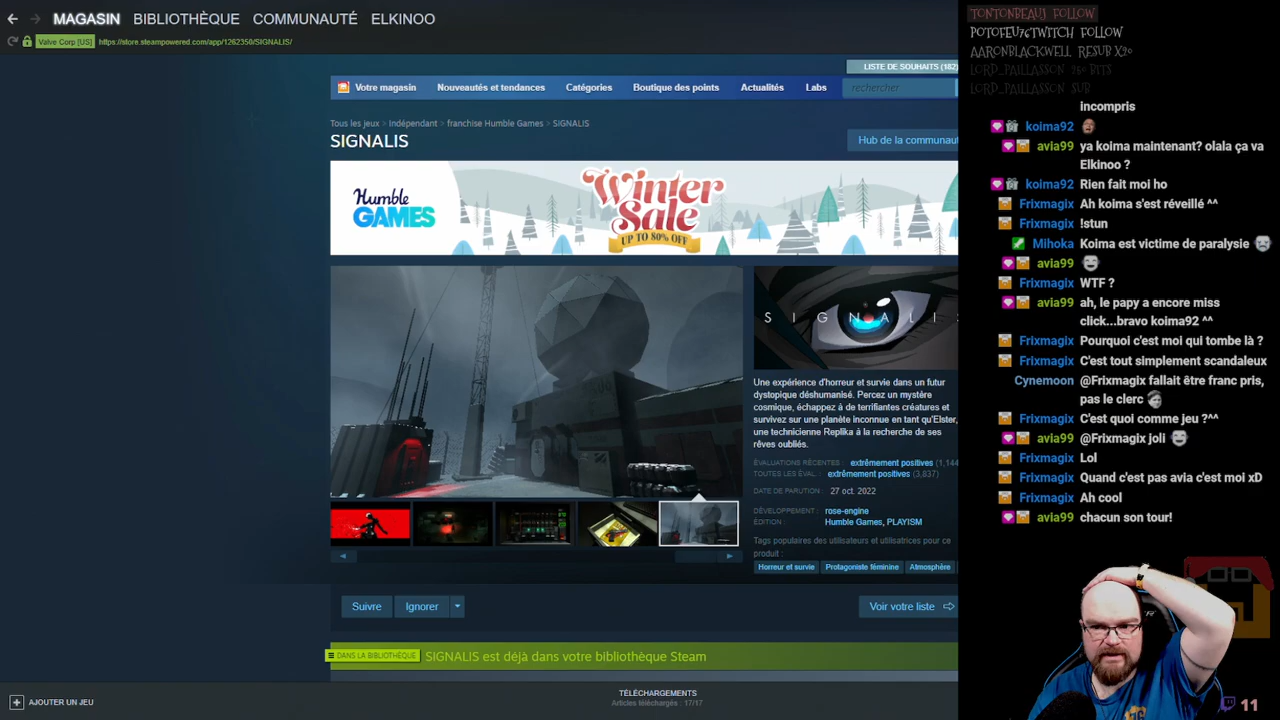 MAGASIN BIBLIOTHÈQUE COMMUNAUTÉ ELKINOO
Valve Corp [US] https://store.steampowered.com/app/1262350/SIGNALIS/
LISTE DE SOUHAITS (182)
Votre magasin Nouveautés et tendances Catégories Boutique des points Actualités Labs rechercher
Tous les jeux > Indépendant > franchise Humble Games > SIGNALIS
SIGNALIS
Hub de la communaut
Humble GAMES
Winter
Sale
UP TO 80% OFF
S I G N A L I S
Une expérience d'horreur et survie dans un futur
dystopique déshumanisé. Percez un mystère
cosmique, échappez à de terrifiantes créatures et
survivez sur une planète inconnue en tant qu'Elster,
une technicienne Replika à la recherche de ses
rêves oubliés.
ÉVALUATIONS RÉCENTES : extrêmement positives (1,144
TOUTES LES ÉVAL. : extrêmement positives (3,837)
DATE DE PARUTION : 27 oct. 2022
DÉVELOPPEMENT : rose-engine
ÉDITION : Humble Games, PLAYISM
Tags populaires des utilisateurs et utilisatrices pour ce
produit :
Horreur et survie Protagoniste féminine Atmosphère
Suivre Ignorer Voir votre liste
DANS LA BIBLIOTHÈQUE SIGNALIS est déjà dans votre bibliothèque Steam
AJOUTER UN JEU
TÉLÉCHARGEMENTS
Articles téléchargés : 17/17
TONTONBEAUJ FOLLOW
POTOFEU76TWITCH FOLLOW
AARONBLACKWELL RESUB X20
LORD_PAILLASSON 250 BITS
LORD_PAILLASSON SUB
incompris
koima92
avia99 ya koima maintenant? olala ça va
Elkinoo ?
koima92 Rien fait moi ho
Frixmagix Ah koima s'est réveillé ^^
Frixmagix !stun
Mihoka Koima est victime de paralysie
avia99
Frixmagix WTF ?
avia99 ah, le papy a encore miss
click...bravo koima92 ^^
Frixmagix Pourquoi c'est moi qui tombe là ?
Frixmagix C'est tout simplement scandaleux
Cynemoon @Frixmagix fallait être franc pris,
pas le clerc
Frixmagix C'est quoi comme jeu ?^^
avia99 @Frixmagix joli
Frixmagix Lol
Frixmagix Quand c'est pas avia c'est moi xD
Frixmagix Ah cool
avia99 chacun son tour!
11